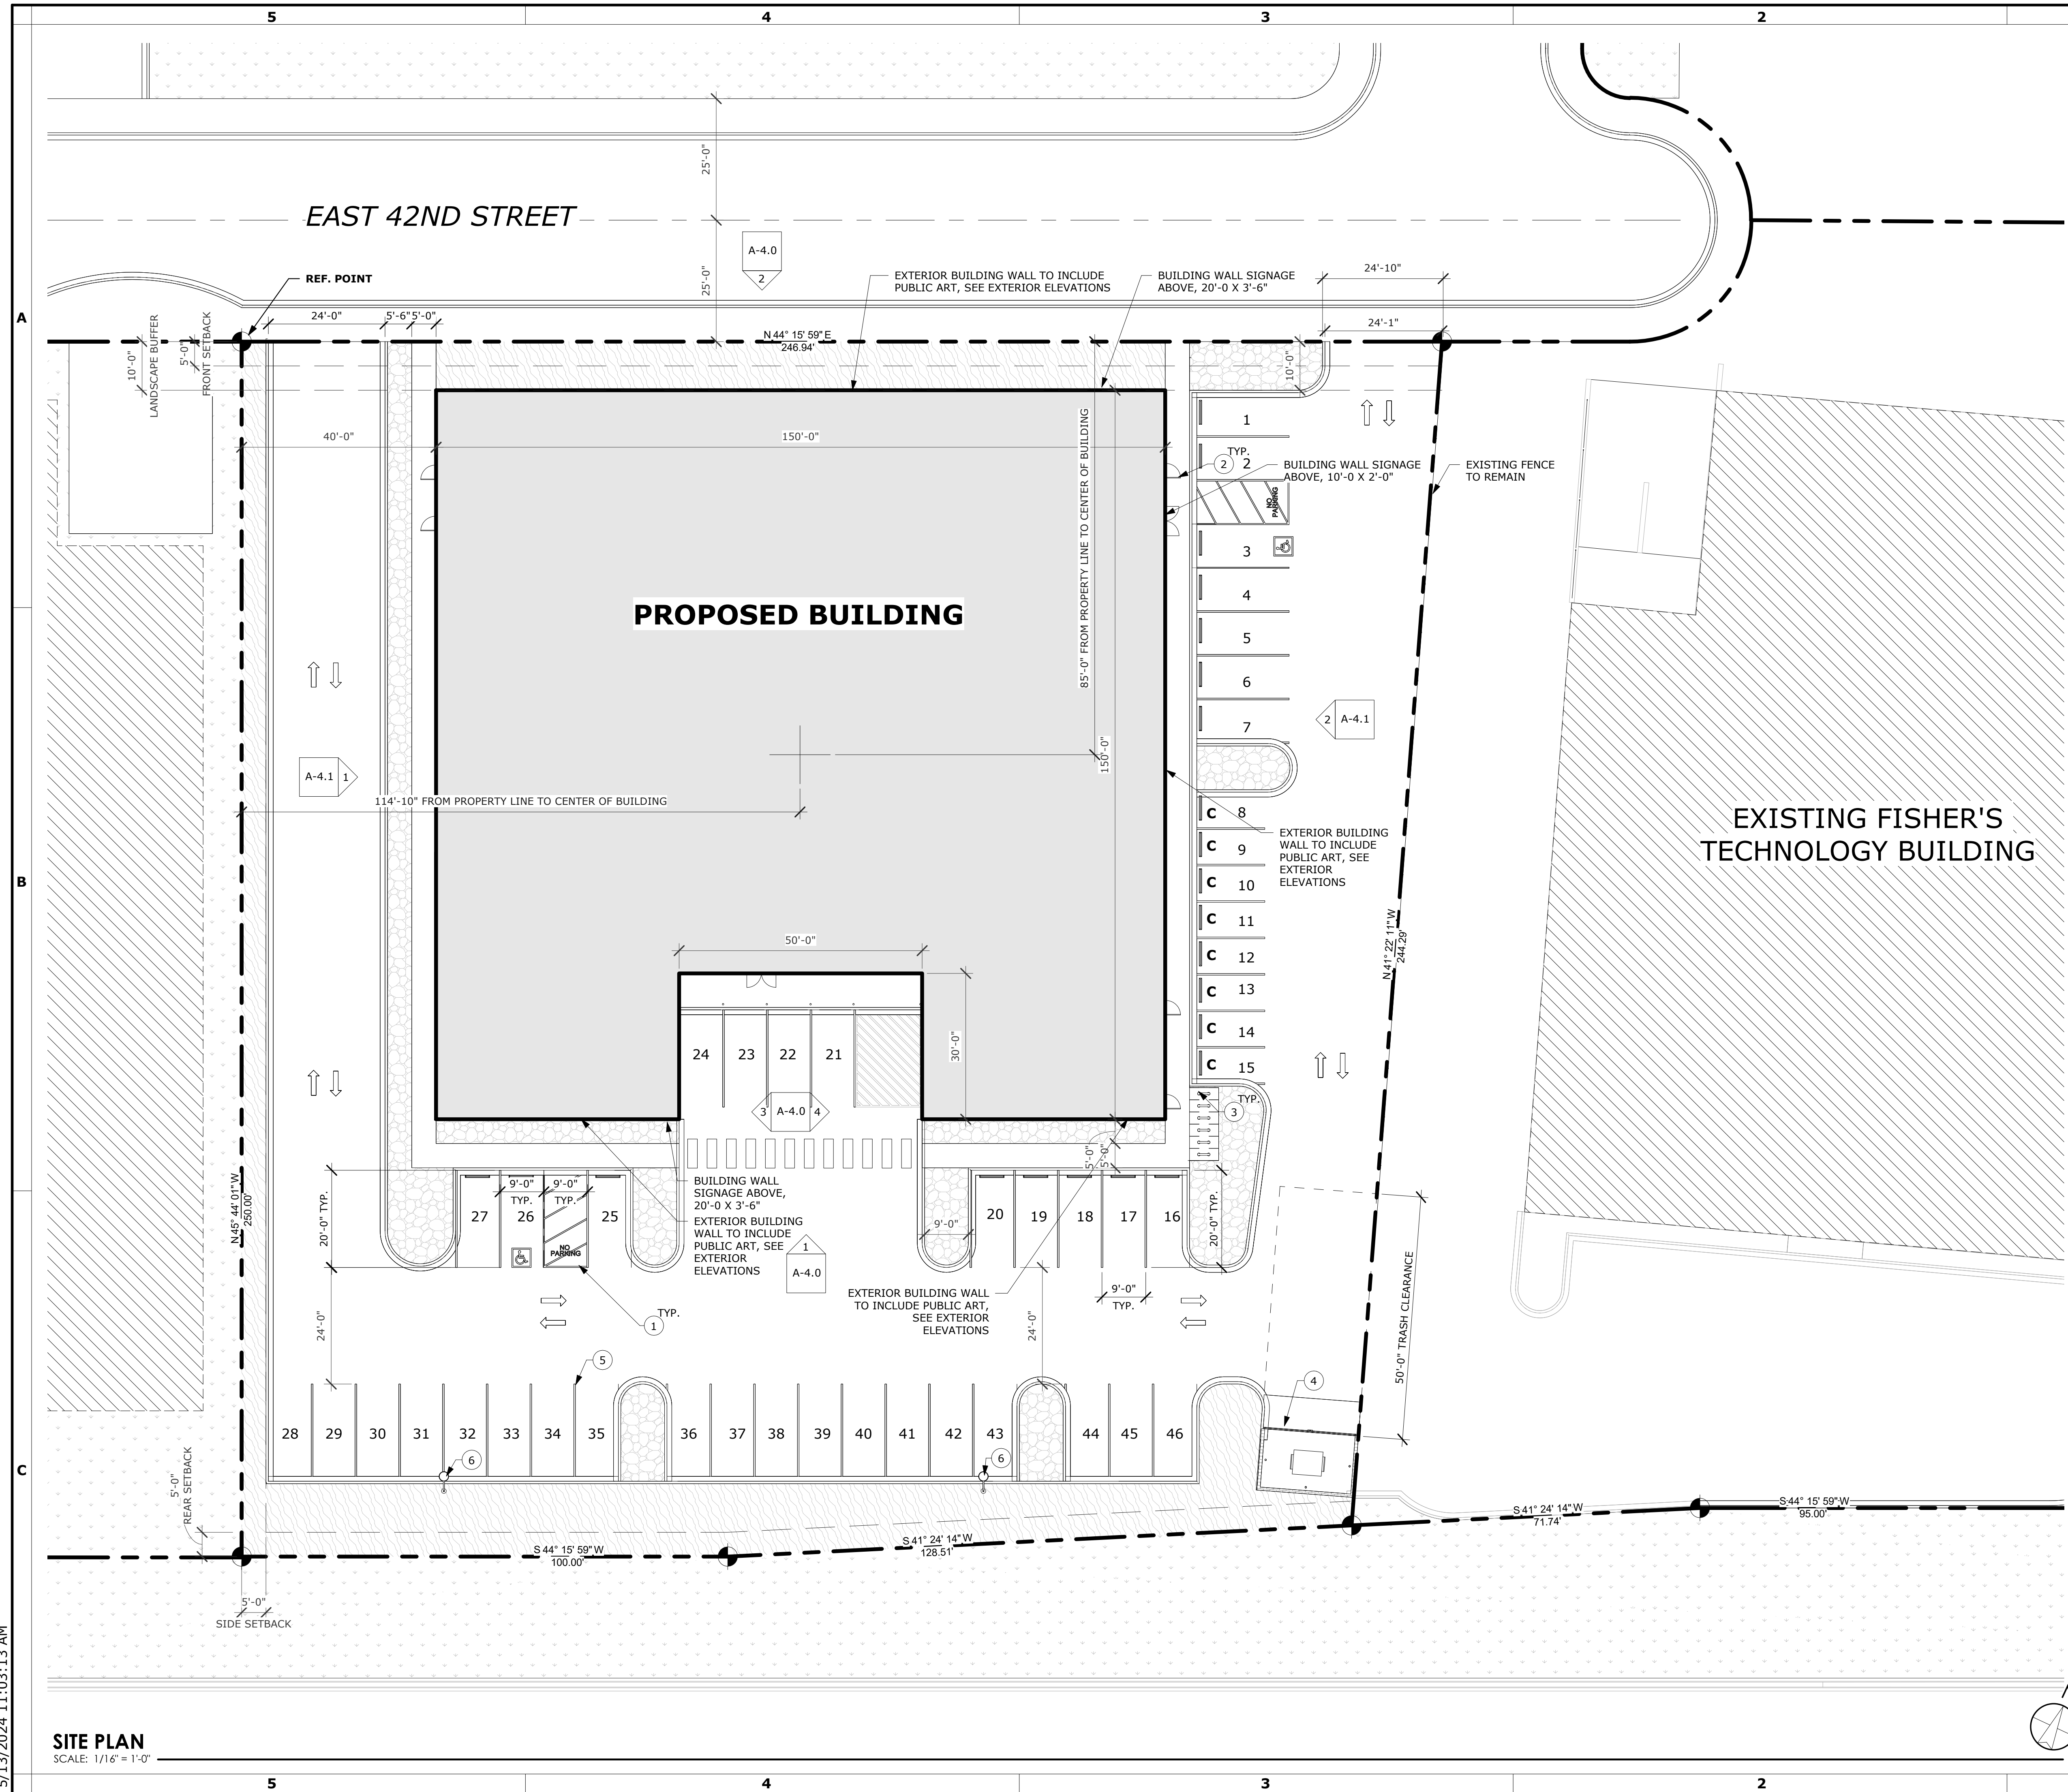 5
4
3
2
25'-0"
EAST 42ND STREET
A-4.0
2
25'-0"
REF. POINT
EXTERIOR BUILDING WALL TO INCLUDE
PUBLIC ART, SEE EXTERIOR ELEVATIONS
BUILDING WALL SIGNAGE
ABOVE, 20'-0 X 3'-6"
24'-10"
A
24'-0"
5'-6"
5'-0"
24'-1"
N 44° 15' 59" E
246.94'
10'-0"
LANDSCAPE BUFFER
5'-0"
FRONT SETBACK
10'-0"
40'-0"
150'-0"
85'-0" FROM PROPERTY LINE TO CENTER OF BUILDING
1
TYP.
2
2
BUILDING WALL SIGNAGE
ABOVE, 10'-0 X 2'-0"
EXISTING FENCE
TO REMAIN
NO
PARKING
3
4
PROPOSED BUILDING
5
6
2
A-4.1
7
150'-0"
A-4.1
1
114'-10" FROM PROPERTY LINE TO CENTER OF BUILDING
C 8
C 9
C 10
C 11
C 12
C 13
C 14
C 15
EXTERIOR BUILDING
WALL TO INCLUDE
PUBLIC ART, SEE
EXTERIOR
ELEVATIONS
EXISTING FISHER'S
TECHNOLOGY BUILDING
B
N 41° 22' 11" W
244.29'
50'-0"
30'-0"
24
23
22
21
3
A-4.0
4
TYP.
3
5'-0"
5'-0"
N 45° 44' 01" W
250.00'
20'-0" TYP.
9'-0"
TYP.
9'-0"
TYP.
27
26
25
NO
PARKING
BUILDING WALL
SIGNAGE ABOVE,
20'-0 X 3'-6"
EXTERIOR BUILDING
WALL TO INCLUDE
PUBLIC ART, SEE
EXTERIOR
ELEVATIONS
1
A-4.0
9'-0"
20
19
18
17
16
20'-0" TYP.
EXTERIOR BUILDING WALL
TO INCLUDE PUBLIC ART,
SEE EXTERIOR
ELEVATIONS
9'-0"
TYP.
50'-0" TRASH CLEARANCE
24'-0"
TYP.
1
24'-0"
5
4
28
29
30
31
32
33
34
35
36
37
38
39
40
41
42
43
44
45
46
6
6
C
5'-0"
REAR SETBACK
S 44° 15' 59" W
100.00'
S 41° 24' 14" W
128.51'
S 41° 24' 14" W
71.74'
S 44° 15' 59" W
95.00'
5'-0"
SIDE SETBACK
5/13/2024 11:03:13 AM
SITE PLAN
SCALE: 1/16" = 1'-0"
5
4
3
2